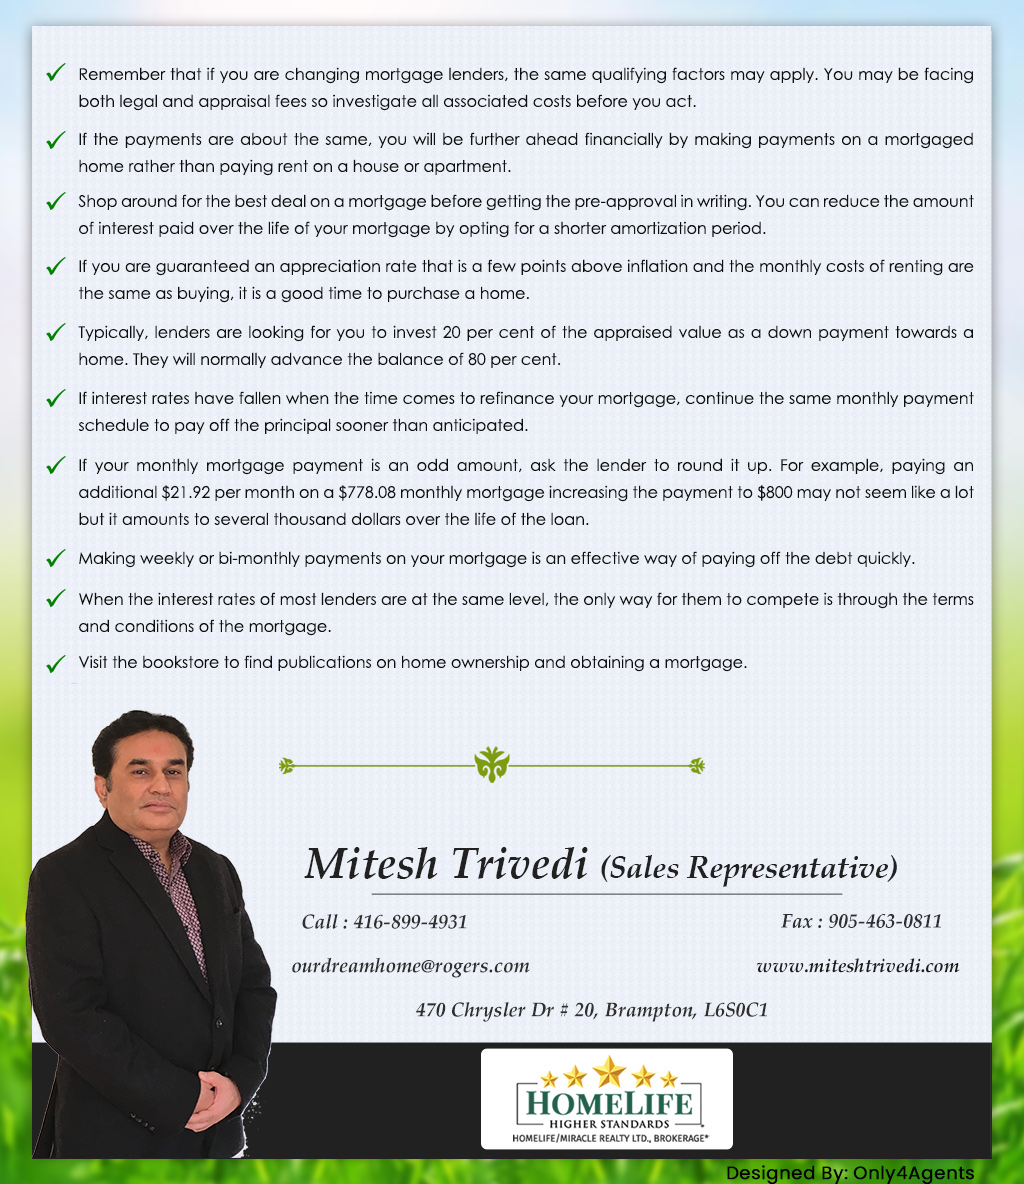 Remember that if you are changing mortgage lenders, the same qualifying factors may apply. You may be facing
both legal and appraisal fees so investigate all associated costs before you act.
If the payments are about the same, you will be further ahead financially by making payments on a mortgaged
home rather than paying rent on a house or apartment.
Shop around for the best deal on a mortgage before getting the pre-approval in writing. You can reduce the amount
of interest paid over the life of your mortgage by opting for a shorter amortization period.
If you are guaranteed an appreciation rate that is a few points above inflation and the monthly costs of renting are
the same as buying, it is a good time to purchase a home.
Typically, lenders are looking for you to invest 20 per cent of the appraised value as a down payment towards a
home. They will normally advance the balance of 80 per cent.
If interest rates have fallen when the time comes to refinance your mortgage, continue the same monthly payment
schedule to pay off the principal sooner than anticipated.
If your monthly mortgage payment is an odd amount, ask the lender to round it up. For example, paying an
additional $21.92 per month on a $778.08 monthly mortgage increasing the payment to $800 may not seem like a lot
but it amounts to several thousand dollars over the life of the loan.
Making weekly or bi-monthly payments on your mortgage is an effective way of paying off the debt quickly.
When the interest rates of most lenders are at the same level, the only way for them to compete is through the terms
and conditions of the mortgage.
Visit the bookstore to find publications on home ownership and obtaining a mortgage.
Mitesh Trivedi (Sales Representative)
Call : 416-899-4931
Fax : 905-463-0811
ourdreamhome@rogers.com
www.miteshtrivedi.com
470 Chrysler Dr # 20, Brampton, L6S0C1
HOMELIFE
HIGHER STANDARDS
HOMELIFE/MIRACLE REALTY LTD., BROKERAGE*
Designed By: Only4Agents